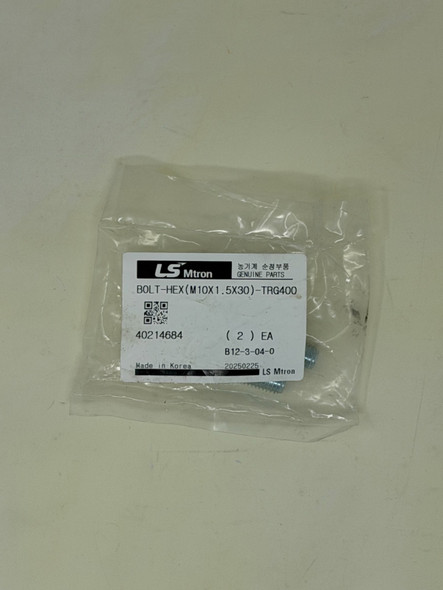 LS Mtron 농기계 순정부품
GENUINE PARTS
BOLT-HEX(M10X1.5X30)-TRG400
40214684 ( 2 ) EA
B12-3-04-0
Made in Korea 20250225
LS Mtron